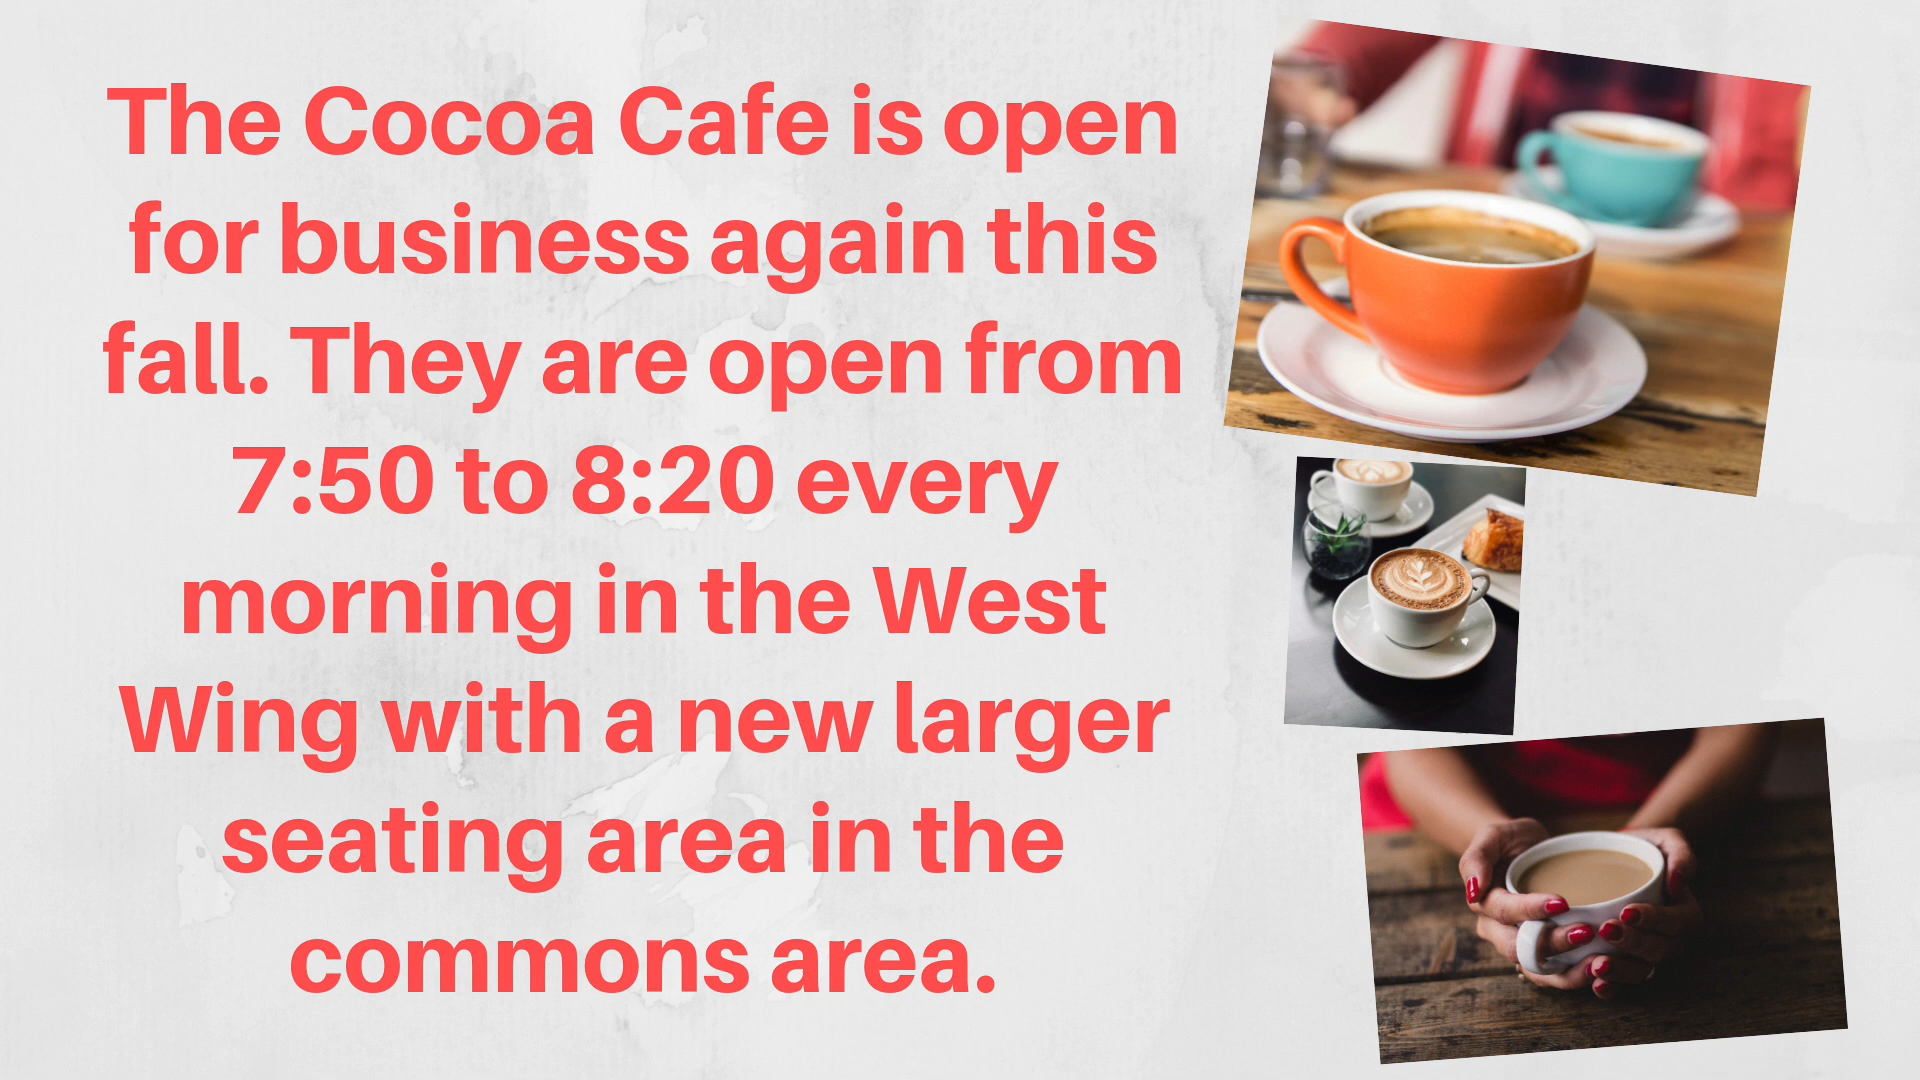 The Cocoa Cafe is open
for business again this
fall. They are open from
7:50 to 8:20 every
morning in the West
Wing with a new larger
seating area in the
commons area.